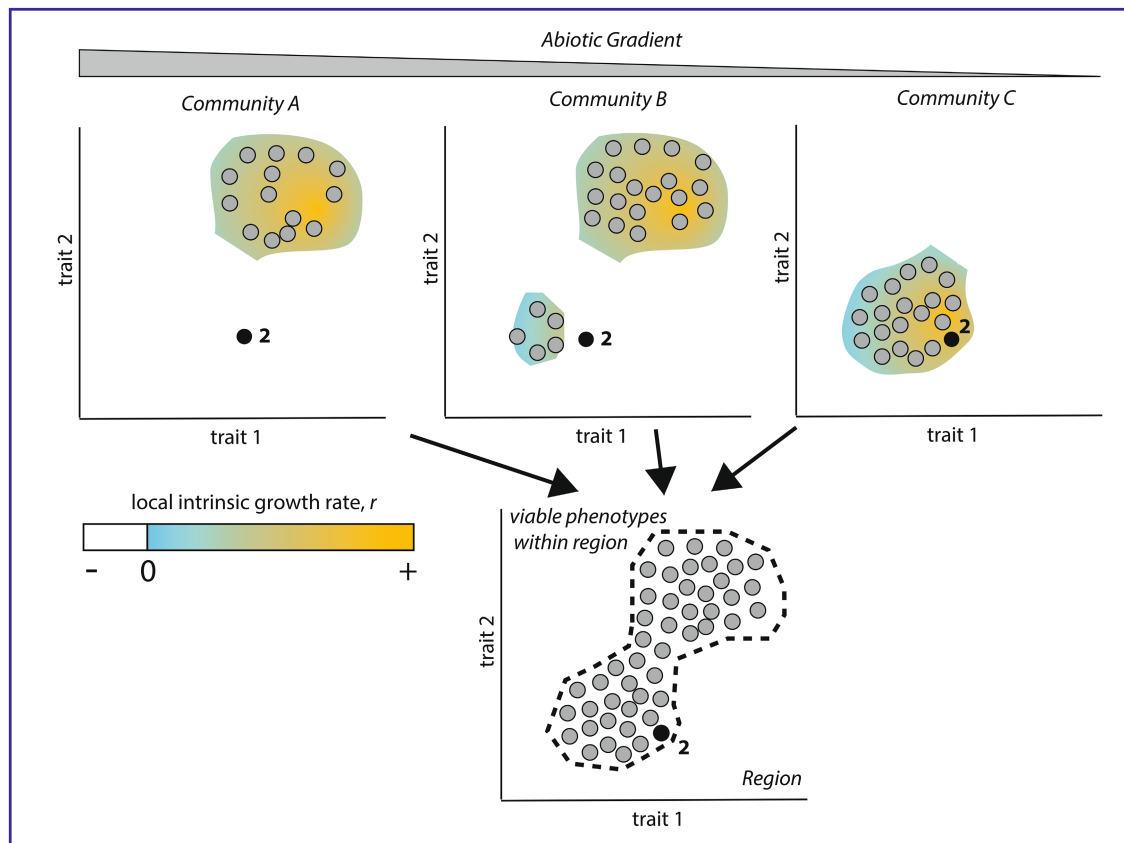 Abiotic Gradient
Community A
Community B
Community C
trait 2
2
trait 1
trait 2
2
trait 1
trait 2
2
trait 1
local intrinsic growth rate, r
- 0 +
viable phenotypes
within region
trait 2
2
Region
trait 1